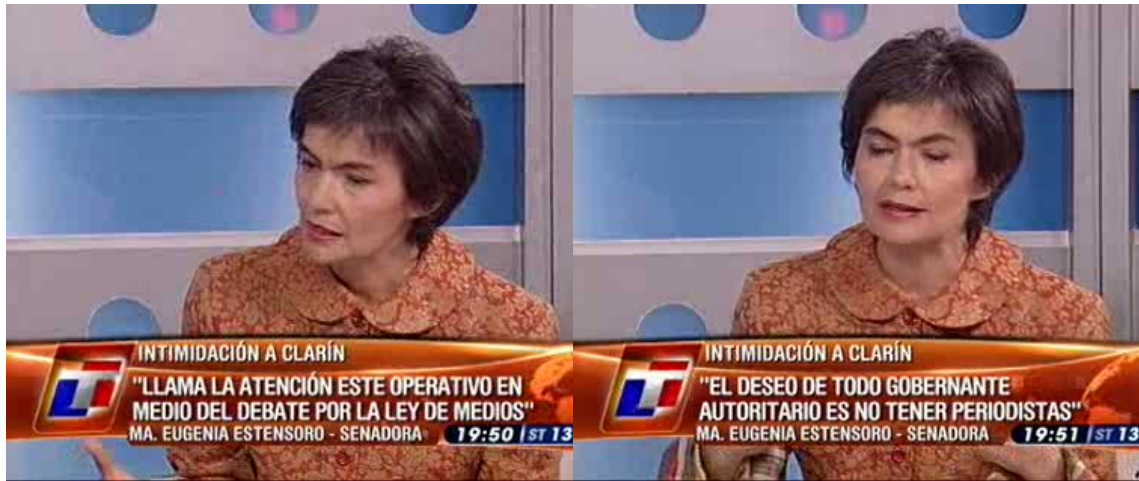 INTIMIDACIÓN A CLARÍN
"LLAMA LA ATENCIÓN ESTE OPERATIVO EN
MEDIO DEL DEBATE POR LA LEY DE MEDIOS"
MA. EUGENIA ESTENSORO - SENADORA 19:50 ST 13
INTIMIDACIÓN A CLARÍN
"EL DESEO DE TODO GOBERNANTE
AUTORITARIO ES NO TENER PERIODISTAS"
MA. EUGENIA ESTENSORO - SENADORA 19:51 ST 13